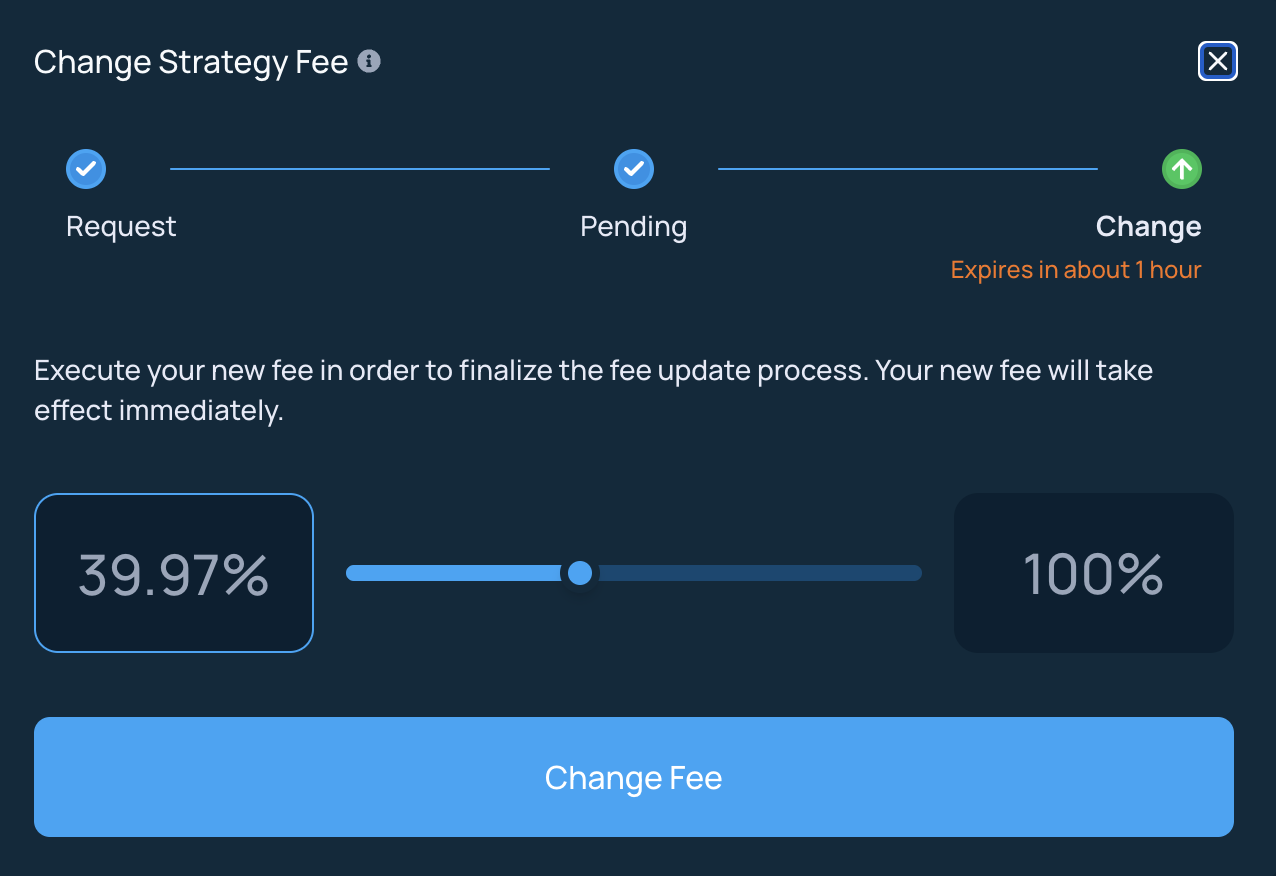 Change Strategy Fee
Request
Pending
Change
Expires in about 1 hour
Execute your new fee in order to finalize the fee update process. Your new fee will take
effect immediately.
39.97%
100%
Change Fee